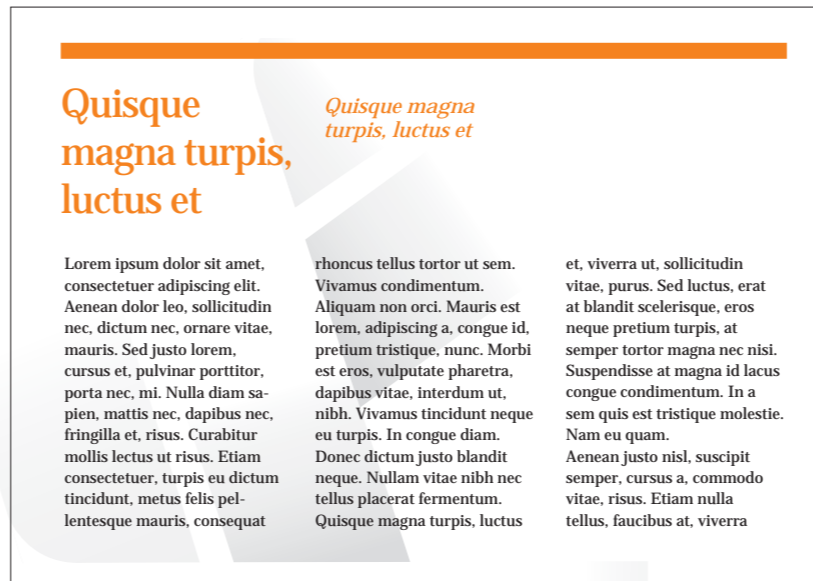 Quisque
magna turpis,
luctus et
Quisque magna
turpis, luctus et
Lorem ipsum dolor sit amet,
consectetuer adipiscing elit.
Aenean dolor leo, sollicitudin
nec, dictum nec, ornare vitae,
mauris. Sed justo lorem,
cursus et, pulvinar porttitor,
porta nec, mi. Nulla diam sa-
pien, mattis nec, dapibus nec,
fringilla et, risus. Curabitur
mollis lectus ut risus. Etiam
consectetuer, turpis eu dictum
tincidunt, metus felis pel-
lentesque mauris, consequat
rhoncus tellus tortor ut sem.
Vivamus condimentum.
Aliquam non orci. Mauris est
lorem, adipiscing a, congue id,
pretium tristique, nunc. Morbi
est eros, vulputate pharetra,
dapibus vitae, interdum ut,
nibh. Vivamus tincidunt neque
eu turpis. In congue diam.
Donec dictum justo blandit
neque. Nullam vitae nibh nec
tellus placerat fermentum.
Quisque magna turpis, luctus
et, viverra ut, sollicitudin
vitae, purus. Sed luctus, erat
at blandit scelerisque, eros
neque pretium turpis, at
semper tortor magna nec nisi.
Suspendisse at magna id lacus
congue condimentum. In a
sem quis est tristique molestie.
Nam eu quam.
Aenean justo nisl, suscipit
semper, cursus a, commodo
vitae, risus. Etiam nulla
tellus, faucibus at, viverra